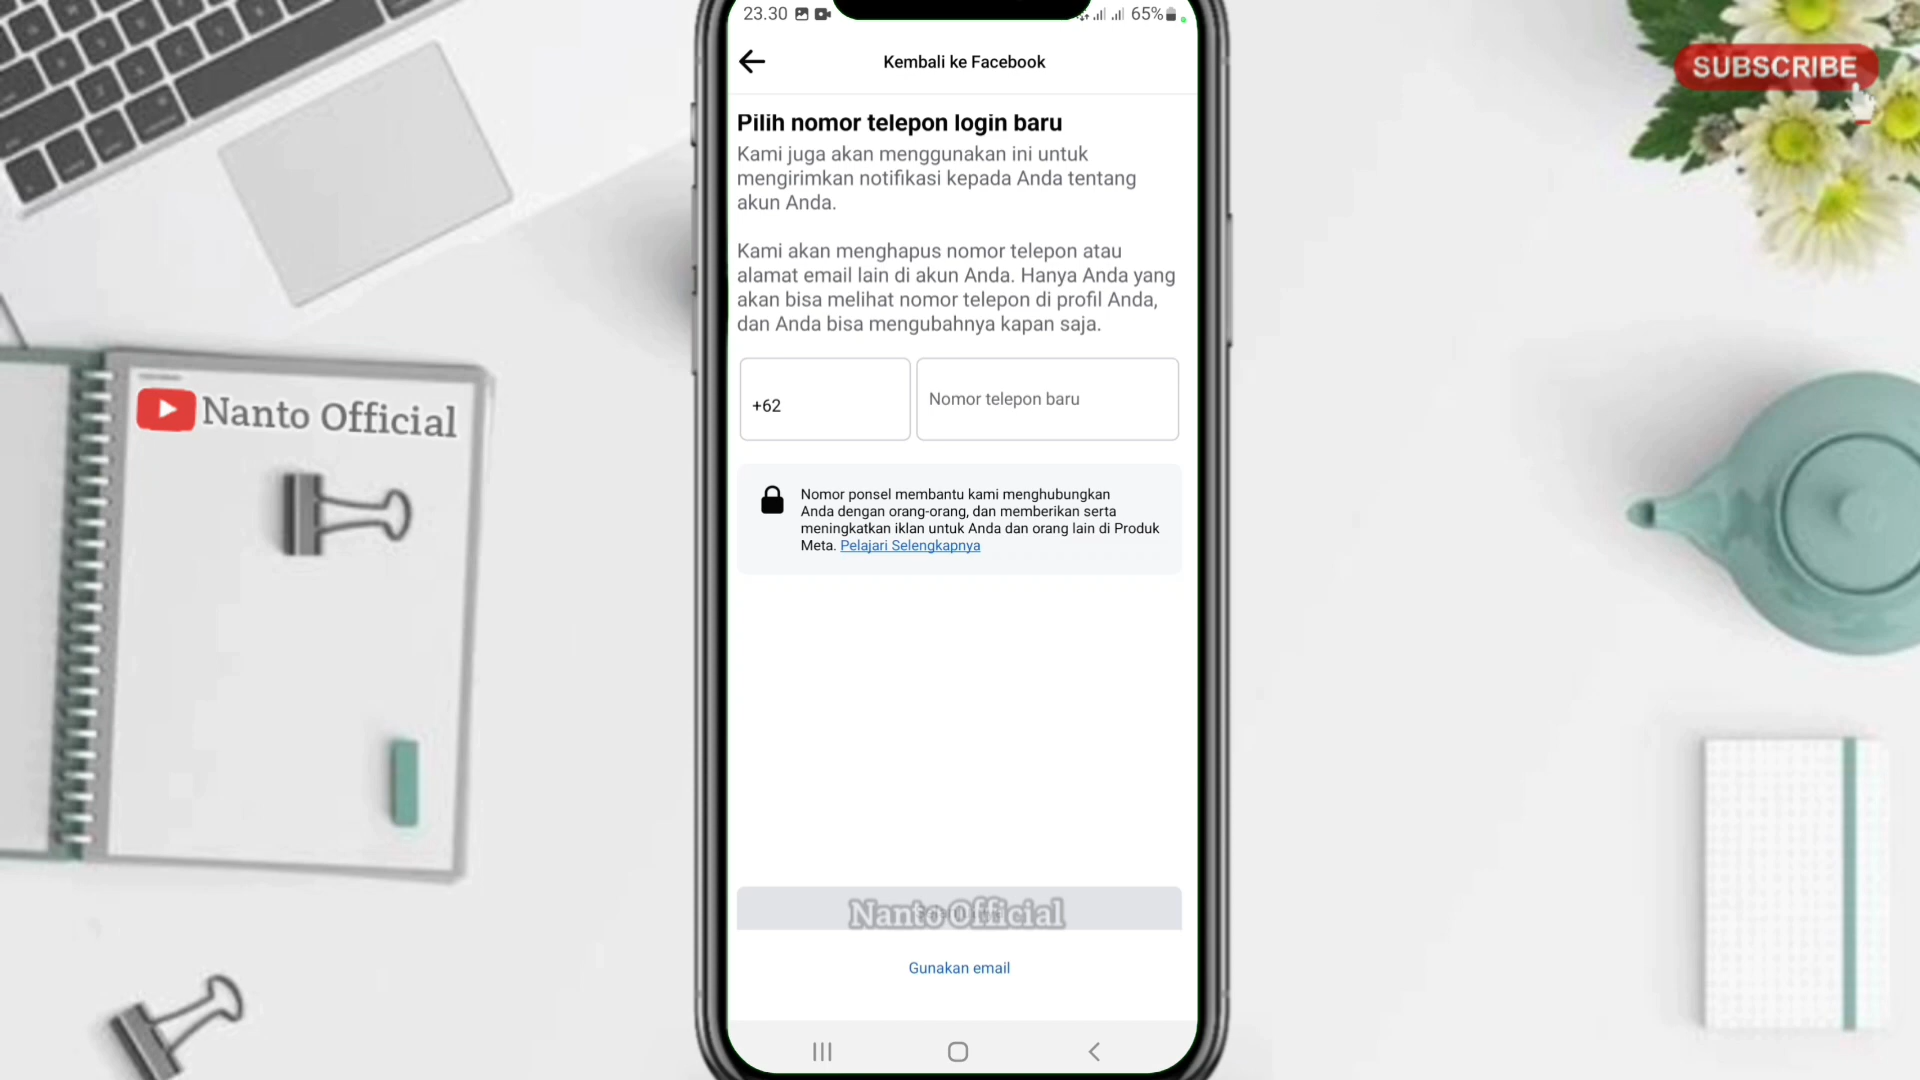 23.30
65%
Kembali ke Facebook
SUBSCRIBE
Pilih nomor telepon login baru
Kami juga akan menggunakan ini untuk
mengirimkan notifikasi kepada Anda tentang
akun Anda.
Kami akan menghapus nomor telepon atau
alamat email lain di akun Anda. Hanya Anda yang
akan bisa melihat nomor telepon di profil Anda,
dan Anda bisa mengubahnya kapan saja.
+62
Nomor telepon baru
Nanto Official
Nomor ponsel membantu kami menghubungkan
Anda dengan orang-orang, dan memberikan serta
meningkatkan iklan untuk Anda dan orang lain di Produk
Meta. Pelajari Selengkapnya
Nanto Official
Gunakan email